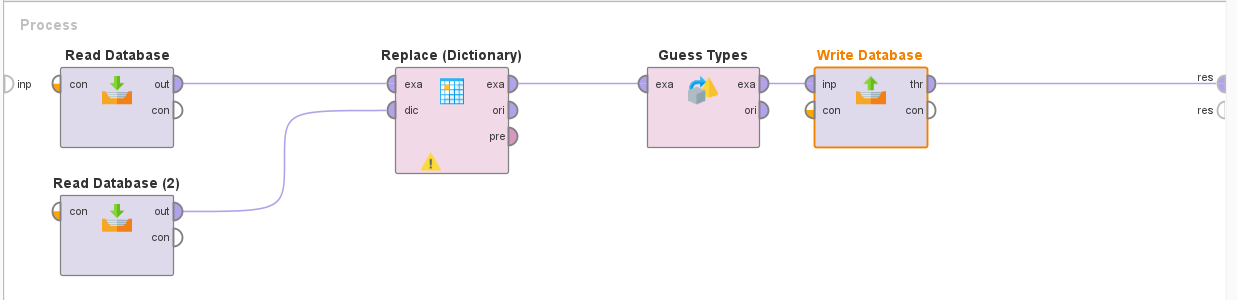 Process
Read Database
Replace (Dictionary)
Guess Types
Write Database
inp
con
out
exa
exa
exa
exa
inp
thr
res
con
dic
ori
ori
con
con
res
pre
Read Database (2)
con
out
con